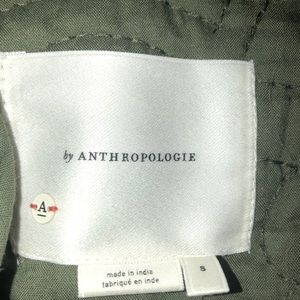 by ANTHROPOLOGIE
A
made in india
fabriqué en inde
S